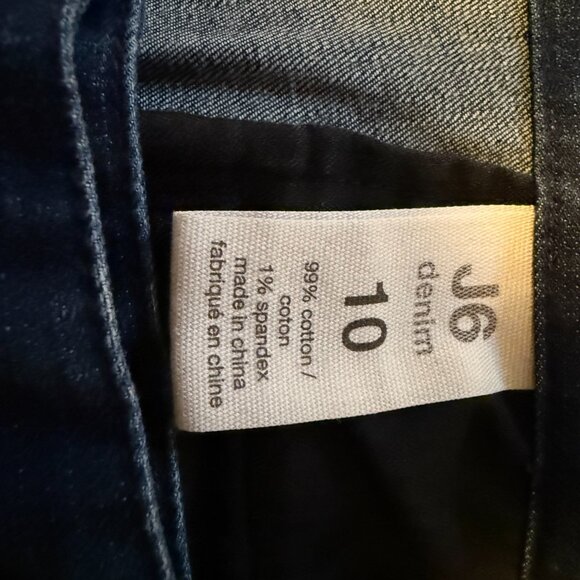 J6
denim
10
99% cotton /
coton
1% spandex
made in china
fabriqué en chine